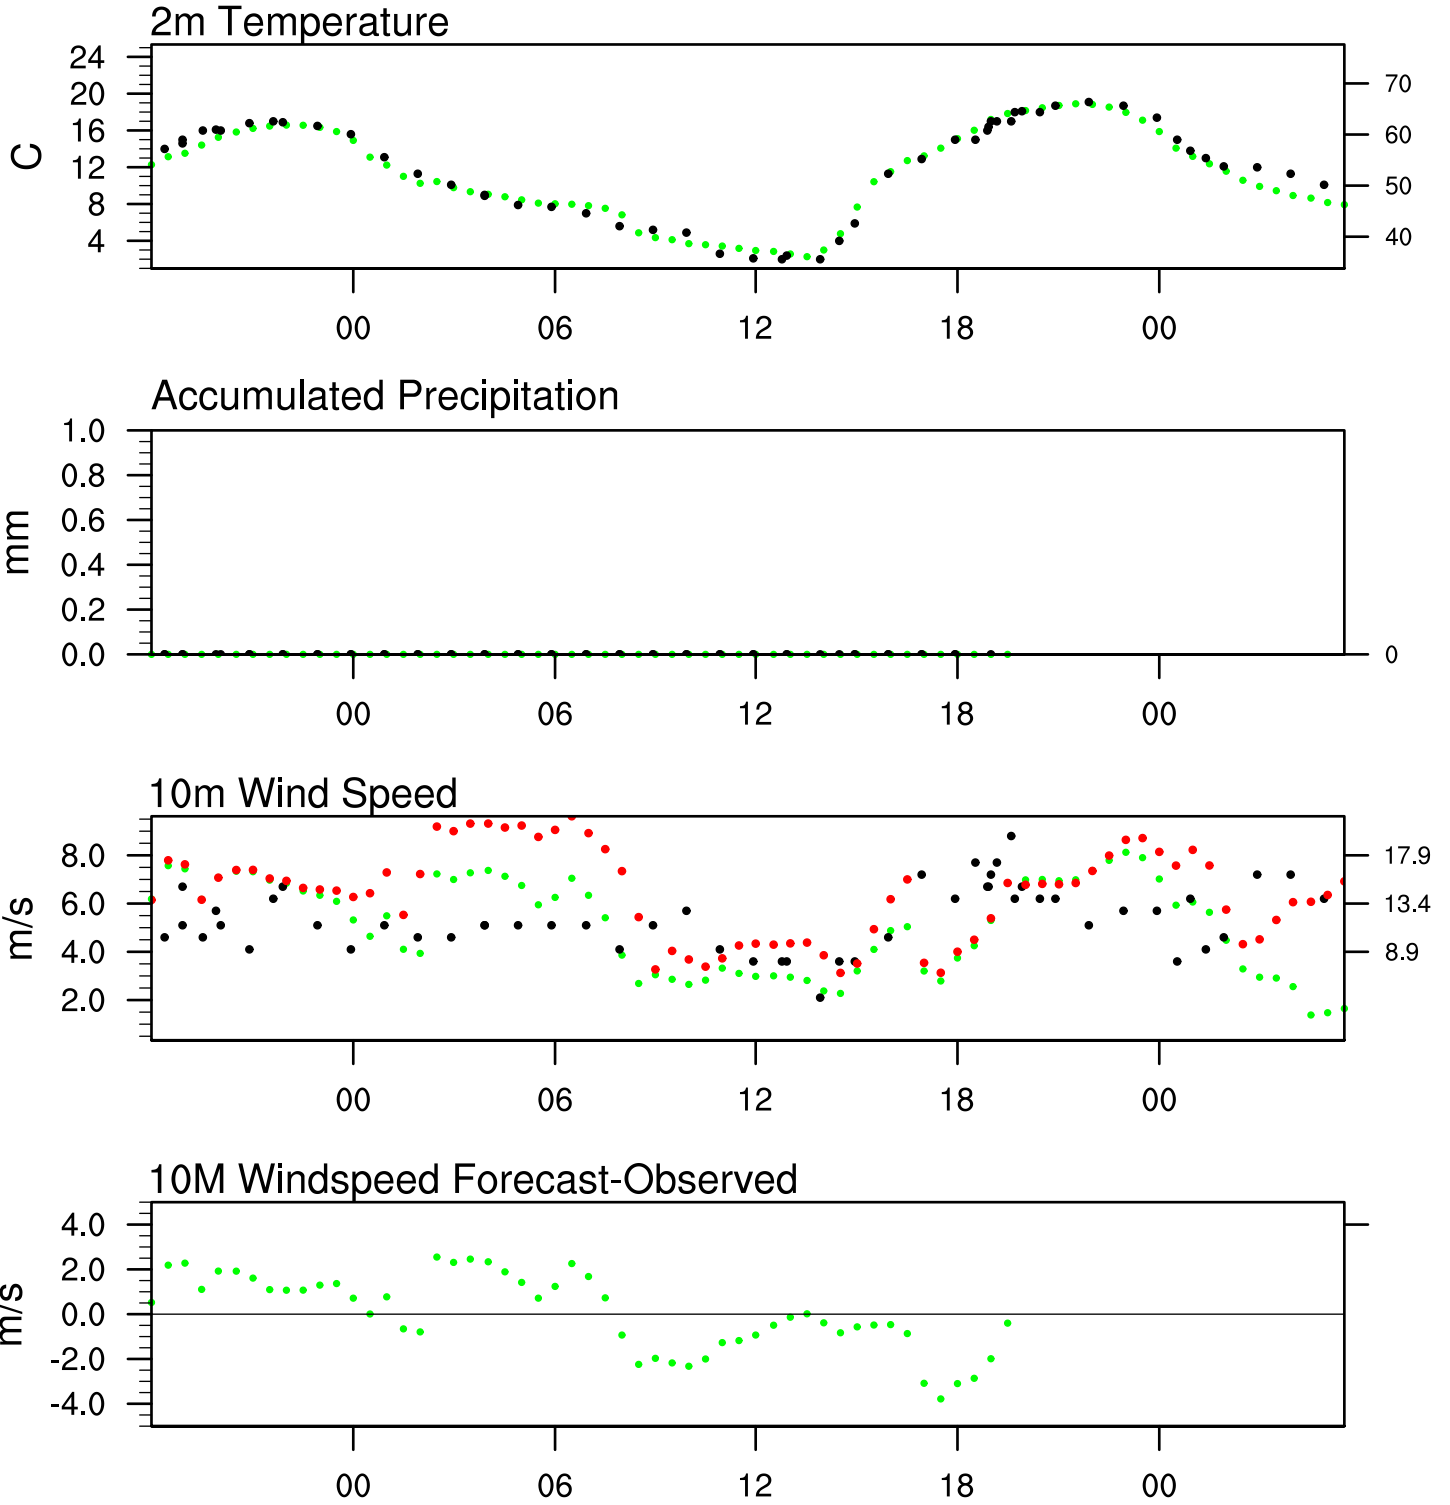 2m Temperature
24
20
16
12
8
4
C
70
60
50
40
00 06 12 18 00
Accumulated Precipitation
1.0
0.8
0.6
0.4
0.2
0.0
mm
0
00 06 12 18 00
10m Wind Speed
8.0
6.0
4.0
2.0
m/s
17.9
13.4
8.9
00 06 12 18 00
10M Windspeed Forecast-Observed
4.0
2.0
0.0
-2.0
-4.0
m/s
00 06 12 18 00